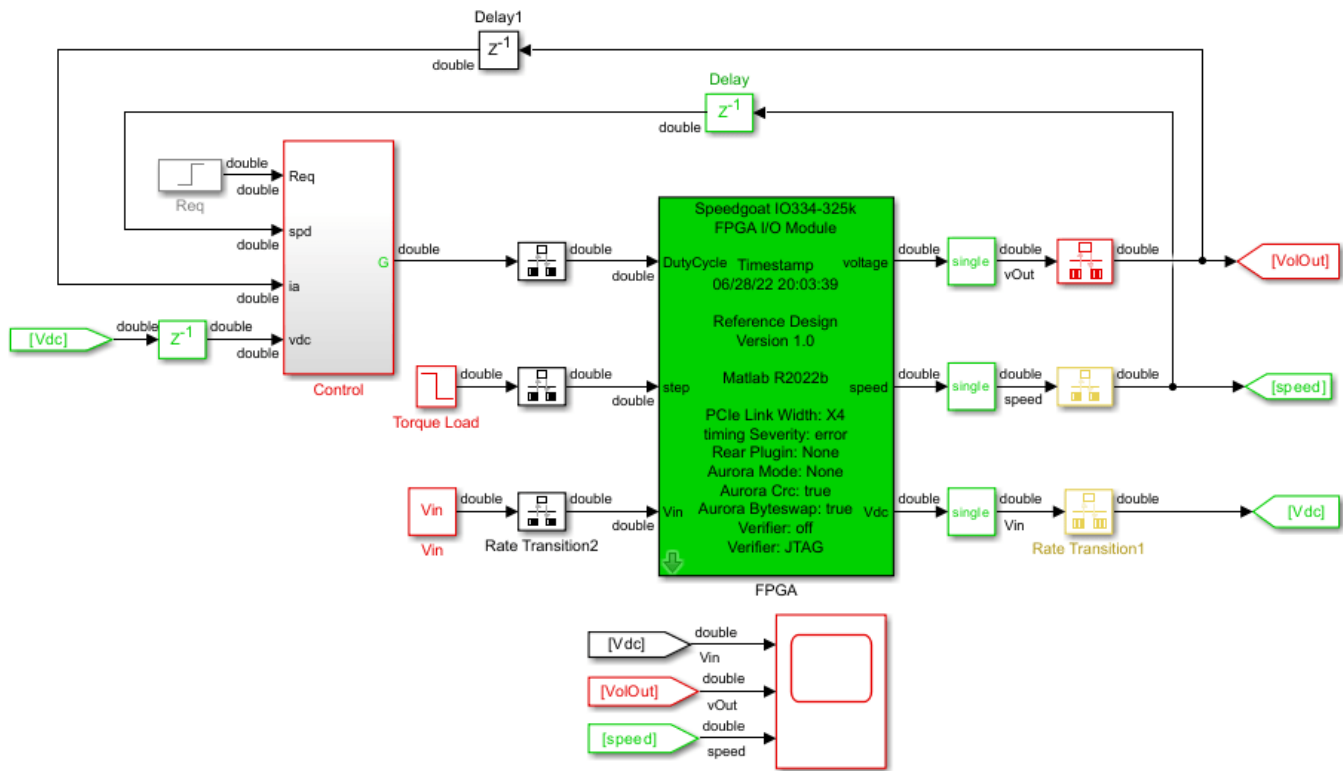 Delay1
z-1
double
Delay
z-1
double
double
double
Req
Req
double
spd
double
G
double
ia
double
[Vdc]
double
z-1
double
vdc
double
Control
double
double
DutyCycle
double
Torque Load
double
step
double
Vin
Vin
double
Rate Transition2
double
Vin
double
Speedgoat IO334-325k
FPGA I/O Module
Timestamp
06/28/22 20:03:39
Reference Design
Version 1.0
Matlab R2022b
PCIe Link Width: X4
timing Severity: error
Rear Plugin: None
Aurora Mode: None
Aurora Crc: true
Aurora Byteswap: true
Verifier: off
Verifier: JTAG
FPGA
voltage
double
single
double
vOut
double
[VolOut]
speed
double
single
double
speed
double
[speed]
Vdc
double
single
double
Vin
Rate Transition1
double
[Vdc]
[Vdc]
double
Vin
[VolOut]
double
vOut
[speed]
double
speed